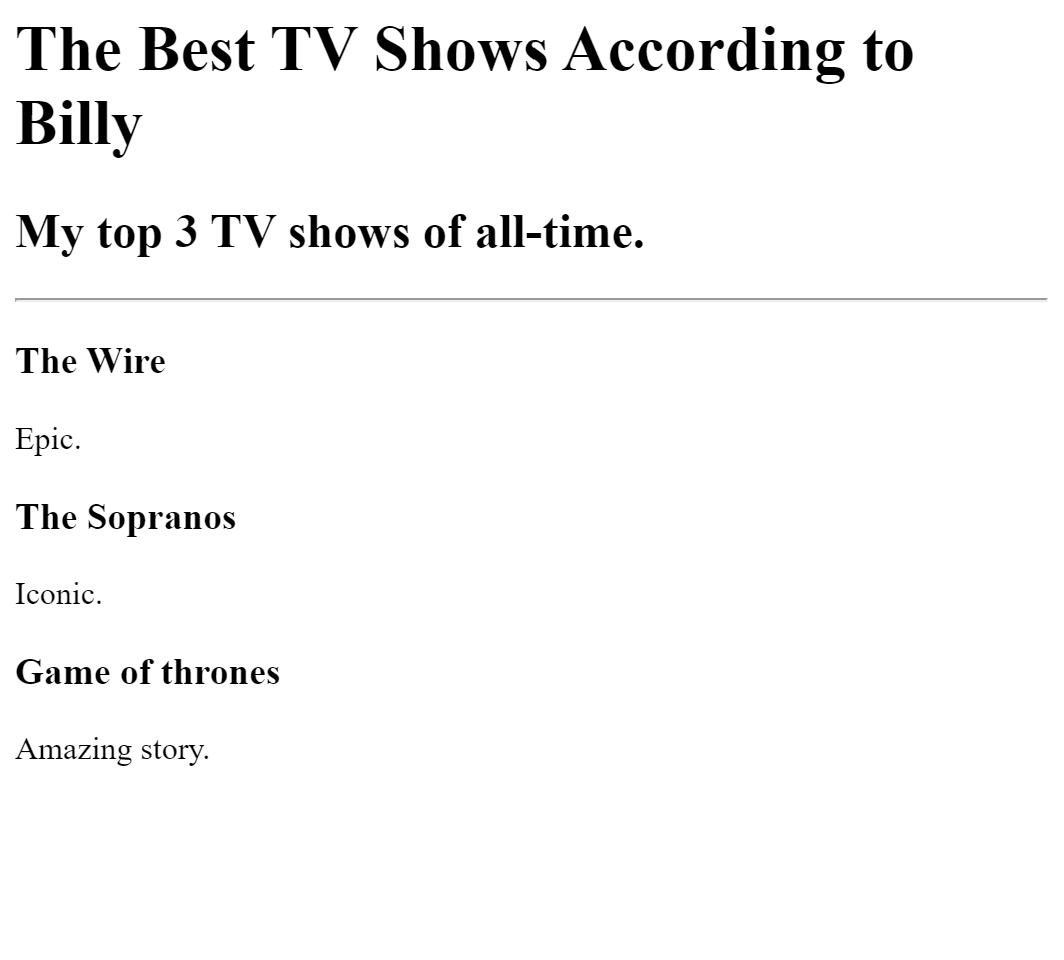 The Best TV Shows According to
Billy
My top 3 TV shows of all-time.
The Wire
Epic.
The Sopranos
Iconic.
Game of thrones
Amazing story.